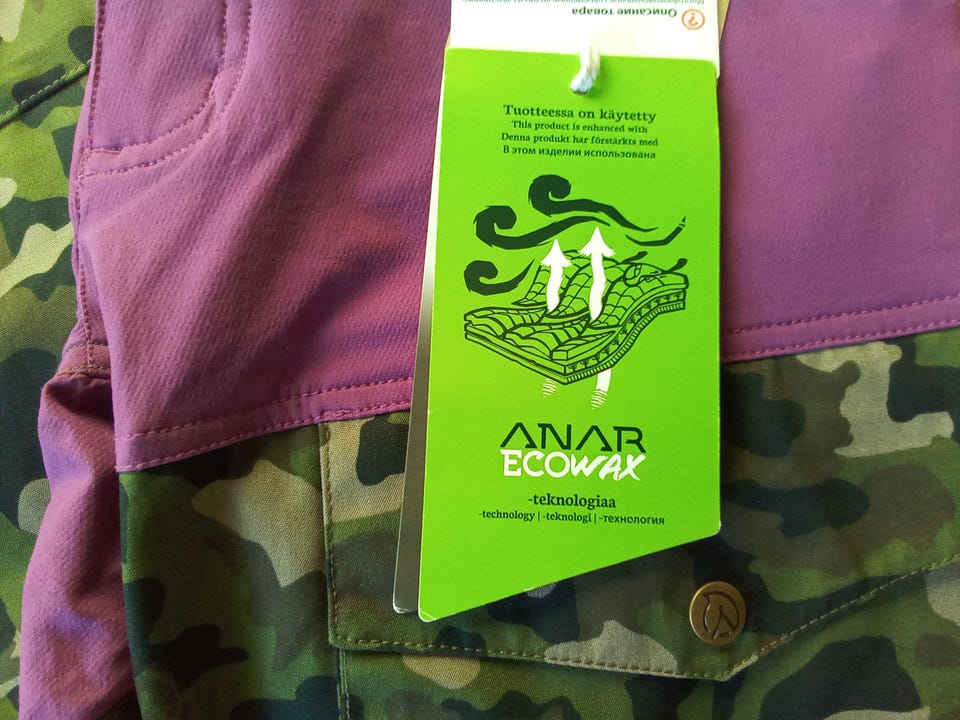 Описание товара
Tuotteessa on käytetty
This product is enhanced with
Denna produkt har förstärkts med
В этом изделии использована
ANAR
ECOWAX
-teknologiaa
-technology | -teknologi | -технология